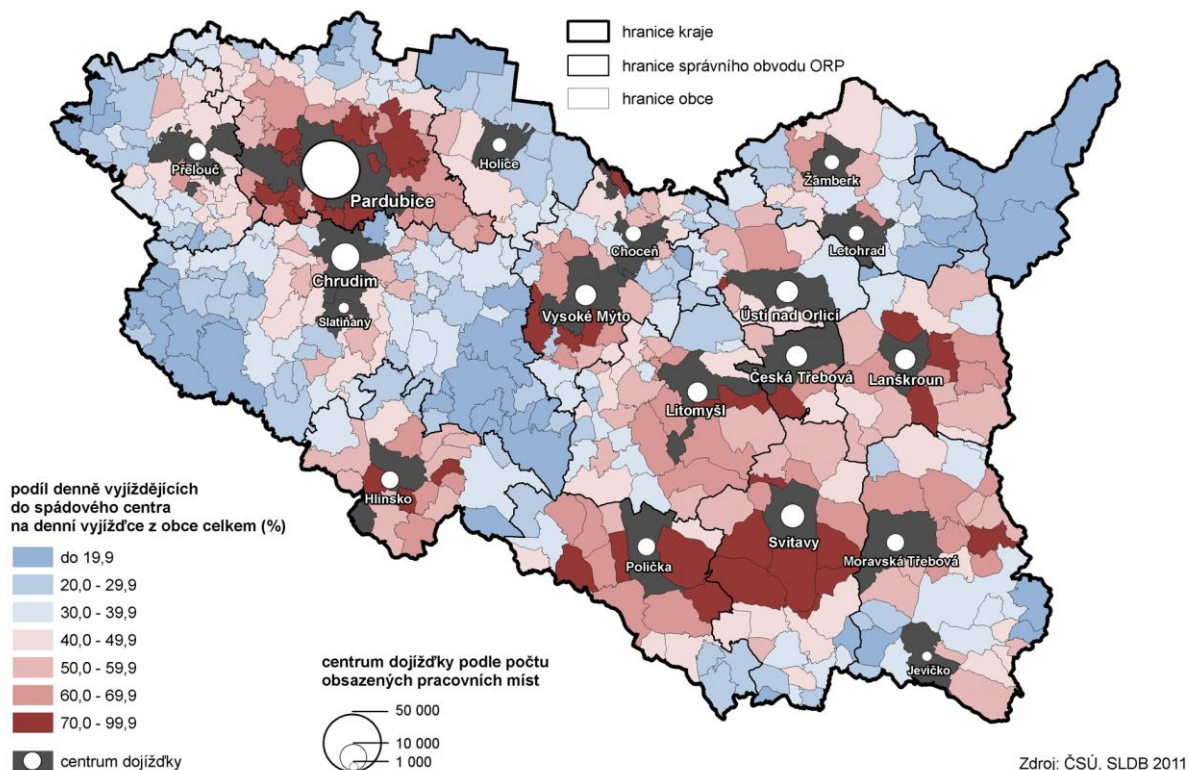 hranice kraje
hranice správního obvodu ORP
hranice obce
Přelouč
Holice
Pardubice
Žamberk
Letohrad
Choceň
Chrudim
Slatiňany
Vysoké Mýto
Ústí nad Orlicí
Česká Třebová
Lanškroun
Litomyšl
Hlinsko
Svitavy
Polička
Moravská Třebová
Jevíčko
podíl denně vyjíždějících
do spádového centra
na denní vyjížďce z obce celkem (%)
do 19,9
20,0 - 29,9
30,0 - 39,9
40,0 - 49,9
50,0 - 59,9
60,0 - 69,9
70,0 - 99,9
centrum dojížďky
centrum dojížďky podle počtu
obsazených pracovních míst
50 000
10 000
1 000
Zdroj: ČSÚ, SLDB 2011